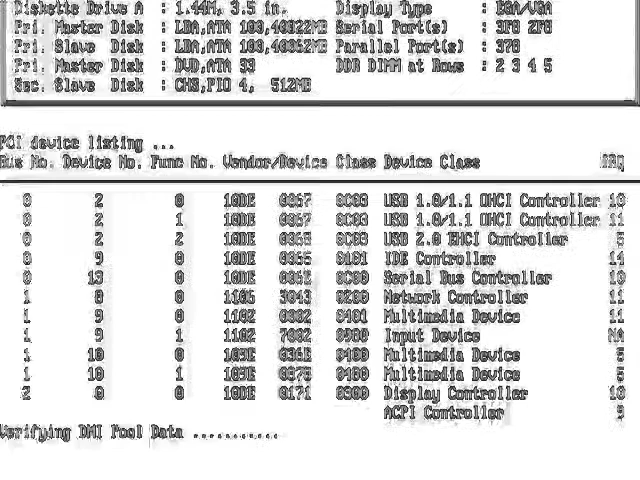 Diskette Drive A : 1.44M, 3.5 in. Display Type : EGA/VGA
Pri. Master Disk : LBA,ATA 100, Serial Port(s) : 3F8 2F8
Pri. Slave Disk : LBA,ATA 100, Parallel Port(s) : 378
Pri. Master Disk : DVD,ATA 33 DDR DIMM at Rows : 2 3 4 5
Sec. Slave Disk : CHS,PIO 4, 512MB
PCI device listing ...
Bus No. Device No. Func No. Vendor/Device Class Device Class IRQ
0 2 0 10DE 0067 0C03 USB 1.0/1.1 OHCI Controller 10
0 2 1 10DE 0067 0C03 USB 1.0/1.1 OHCI Controller 11
0 2 2 10DE 0068 0C03 USB 2.0 EHCI Controller 5
0 9 0 10DE 0065 0101 IDE Controller 14
0 13 0 10DE 0C00 Serial Bus Controller 10
1 8 0 1106 3043 0200 Network Controller 11
1 9 0 1102 0002 0401 Multimedia Device 11
1 9 1 1102 7002 0980 Input Device NA
1 10 0 0400 Multimedia Device 5
1 10 1 0878 0480 Multimedia Device 5
2 0 0 10DE 0171 0300 Display Controller 10
ACPI Controller 9
Verifying DMI Pool Data ............